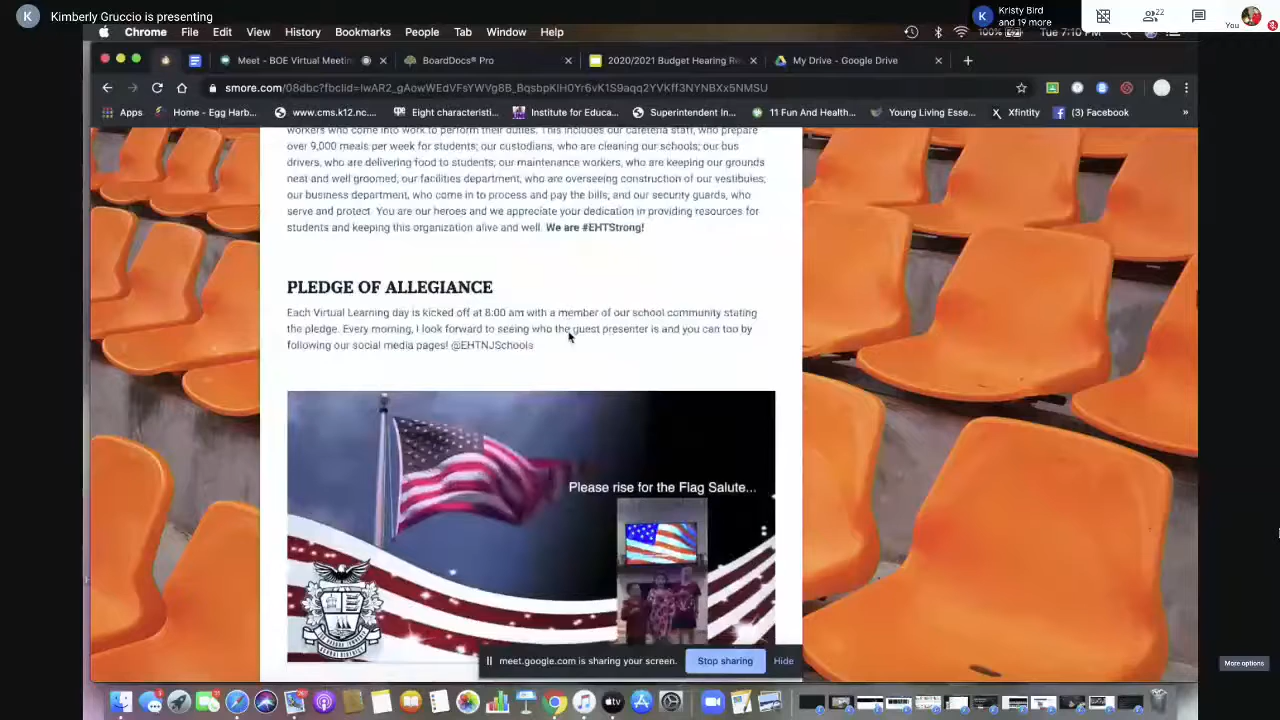 Kimberly Gruccio is presenting
Kristy Bird
and 19 more
22
You
Chrome File Edit View History Bookmarks People Tab Window Help
100%
Tue 7:10 PM
Meet - BOE Virtual Meetin
BoardDocs® Pro
2020/2021 Budget Hearing Re
My Drive - Google Drive
Apps
Home - Egg Harb...
www.cms.k12.nc....
Eight characteristi...
Institute for Educa...
Superintendent In...
11 Fun And Health...
Young Living Esse...
Xfinity
(3) Facebook
workers who come into work to perform their duties. This includes our cafeteria staff, who prepare
over 9,000 meals per week for students; our custodians, who are cleaning our schools; our bus
drivers, who are delivering food to students; our maintenance workers, who are keeping our grounds
neat and well groomed; our facilities department, who are overseeing construction of our vestibules;
our business department, who come in to process and pay the bills; and our security guards, who
serve and protect. You are our heroes and we appreciate your dedication in providing resources for
students and keeping this organization alive and well. We are #EHTStrong!
PLEDGE OF ALLEGIANCE
Each Virtual Learning day is kicked off at 8:00 am with a member of our school community stating
the pledge. Every morning, I look forward to seeing who the guest presenter is and you can too by
following our social media pages! @EHTNJSchools
Please rise for the Flag Salute...
meet.google.com is sharing your screen.
Stop sharing
Hide
More options